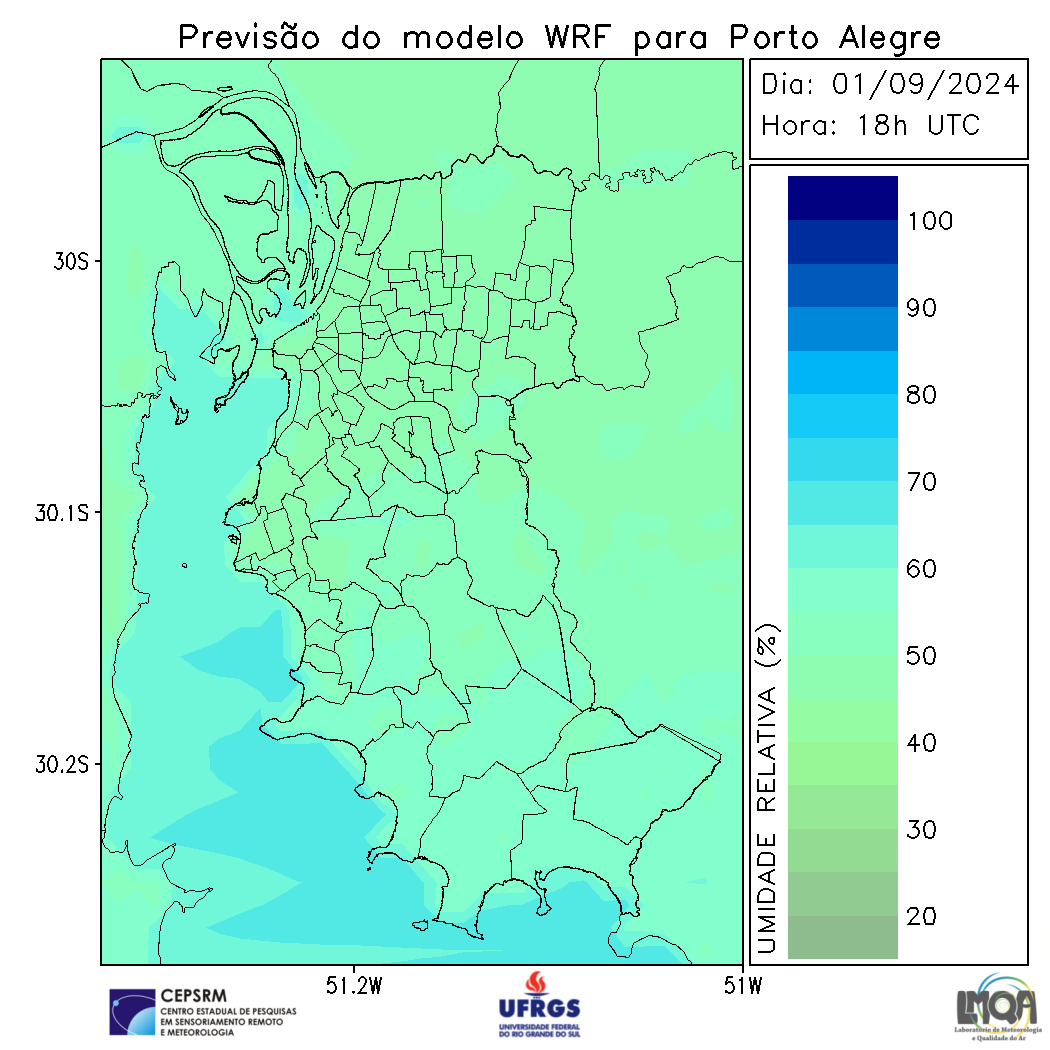 Previsão do modelo WRF para Porto Alegre
Dia: 01/09/2024
Hora: 18h UTC
30S
30.1S
30.2S
51.2W
51W
100
90
80
70
60
50
40
30
20
UMIDADE RELATIVA (%)
CEPSRM
CENTRO ESTADUAL DE PESQUISAS
EM SENSORIAMENTO REMOTO
E METEOROLOGIA
UFRGS
UNIVERSIDADE FEDERAL
DO RIO GRANDE DO SUL
LMQA
Laboratório de Meteorologia
e Qualidade do Ar